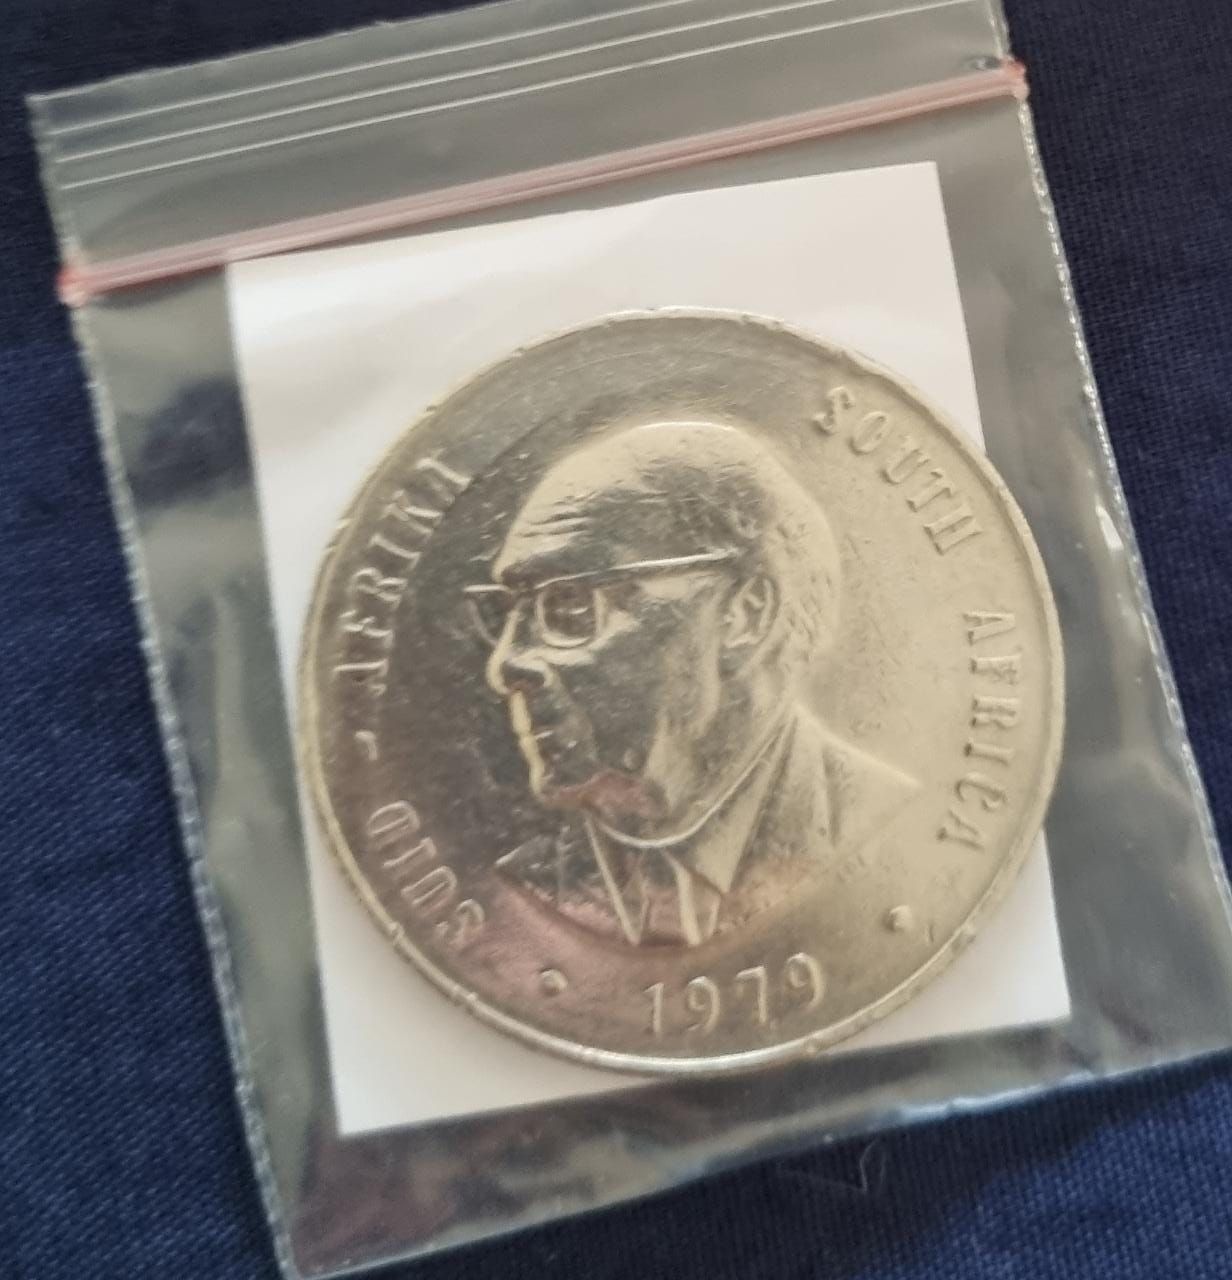 SUID-AFRIKA
SOUTH AFRICA
• 1979 •